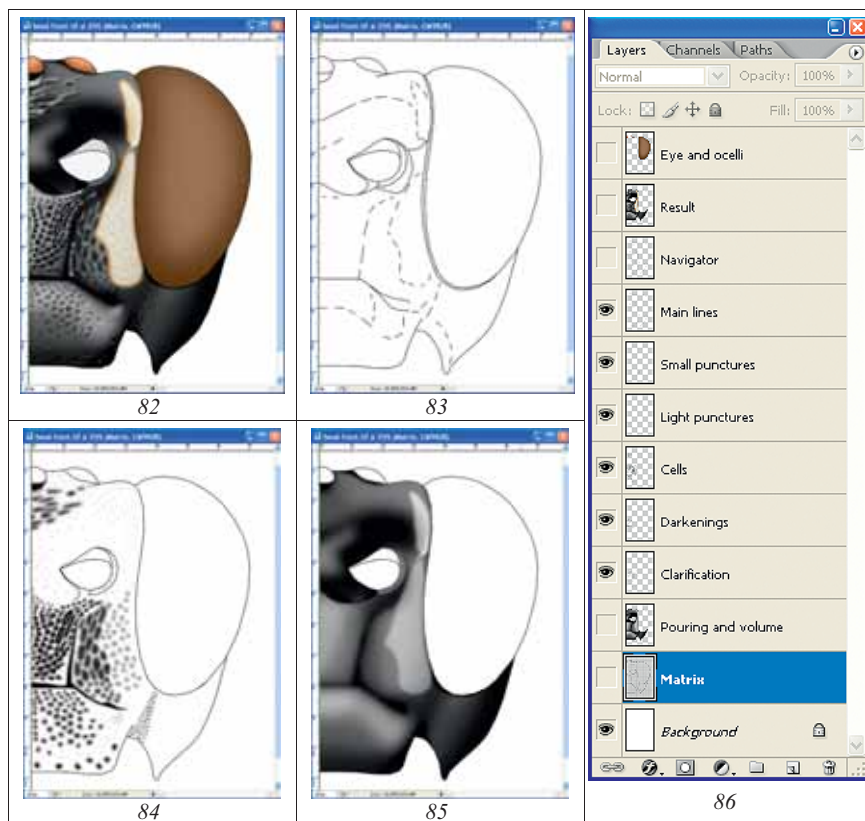 82
83
84
85
Layers Channels Paths
Normal Opacity: 100%
Lock: Fill: 100%
Eye and ocelli
Result
Navigator
Main lines
Small punctures
Light punctures
Cells
Darkenings
Clarification
Pouring and volume
Matrix
Background
86